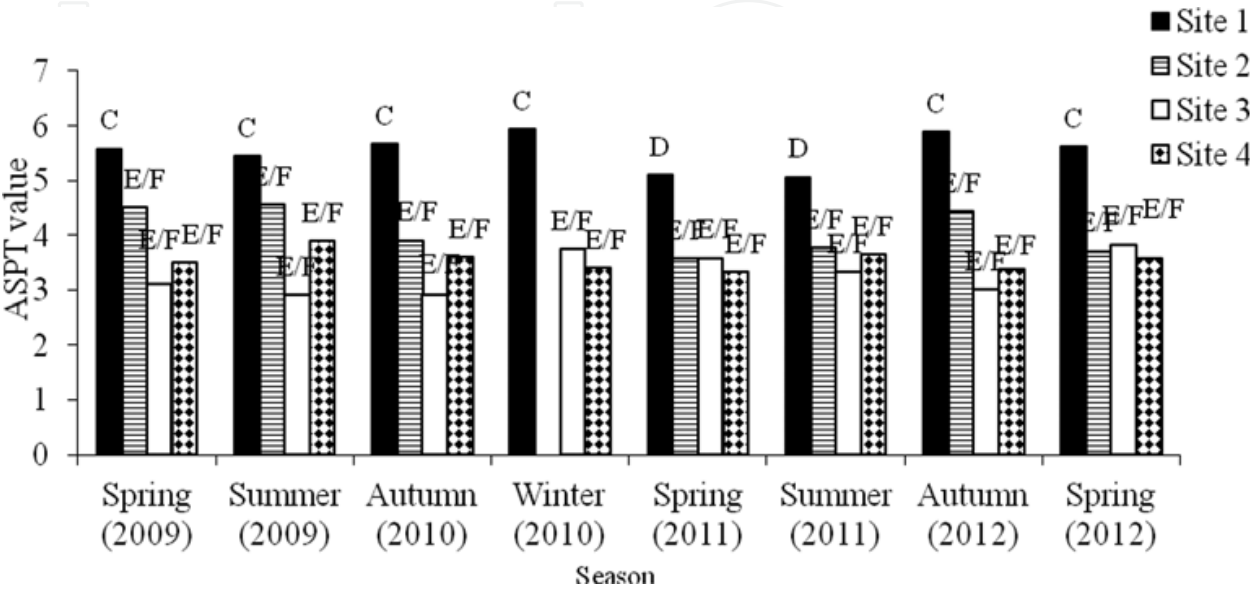 Site 1
Site 2
Site 3
Site 4
7
6
5
4
3
2
1
0
ASPT value
C
E/F
E/F
E/F
C
E/F
E/F
E/F
C
E/F
E/F
E/F
C
E/F
E/F
D
E/F
E/F
E/F
D
E/F
E/F
E/F
C
E/F
E/F
E/F
C
E/F
E/F
E/F
Spring Summer Autumn Winter Spring Summer Autumn Spring
(2009) (2009) (2010) (2010) (2011) (2011) (2012) (2012)
Season